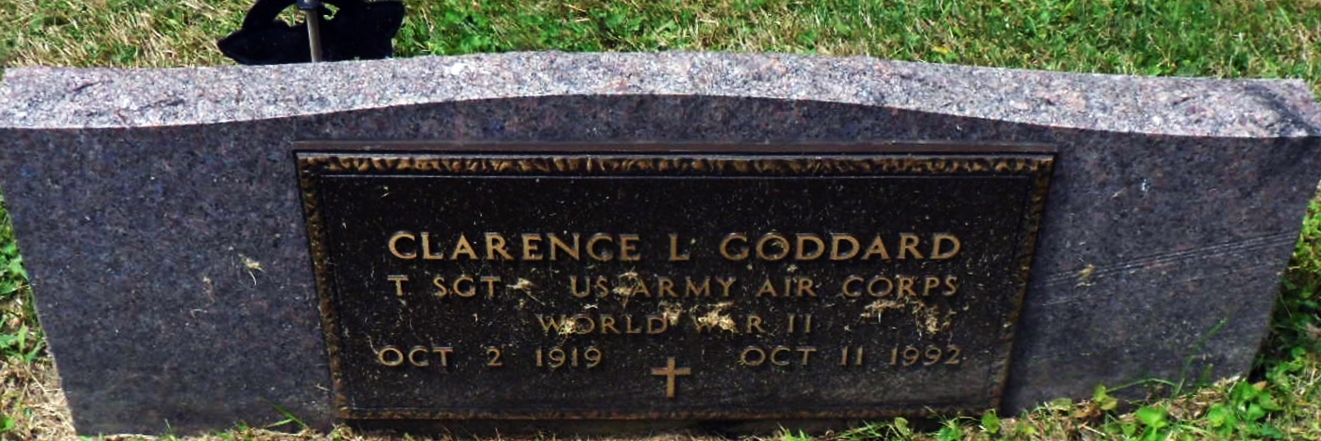 CLARENCE L GODDARD
T SGT US ARMY AIR CORPS
WORLD WAR II
OCT 2 1919 OCT 11 1992